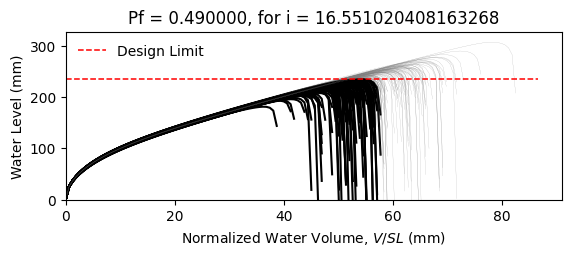 Pf = 0.490000, for i = 16.551020408163268
Design Limit
Water Level (mm)
300
200
100
0
0 20 40 60 80
Normalized Water Volume, V/SL (mm)